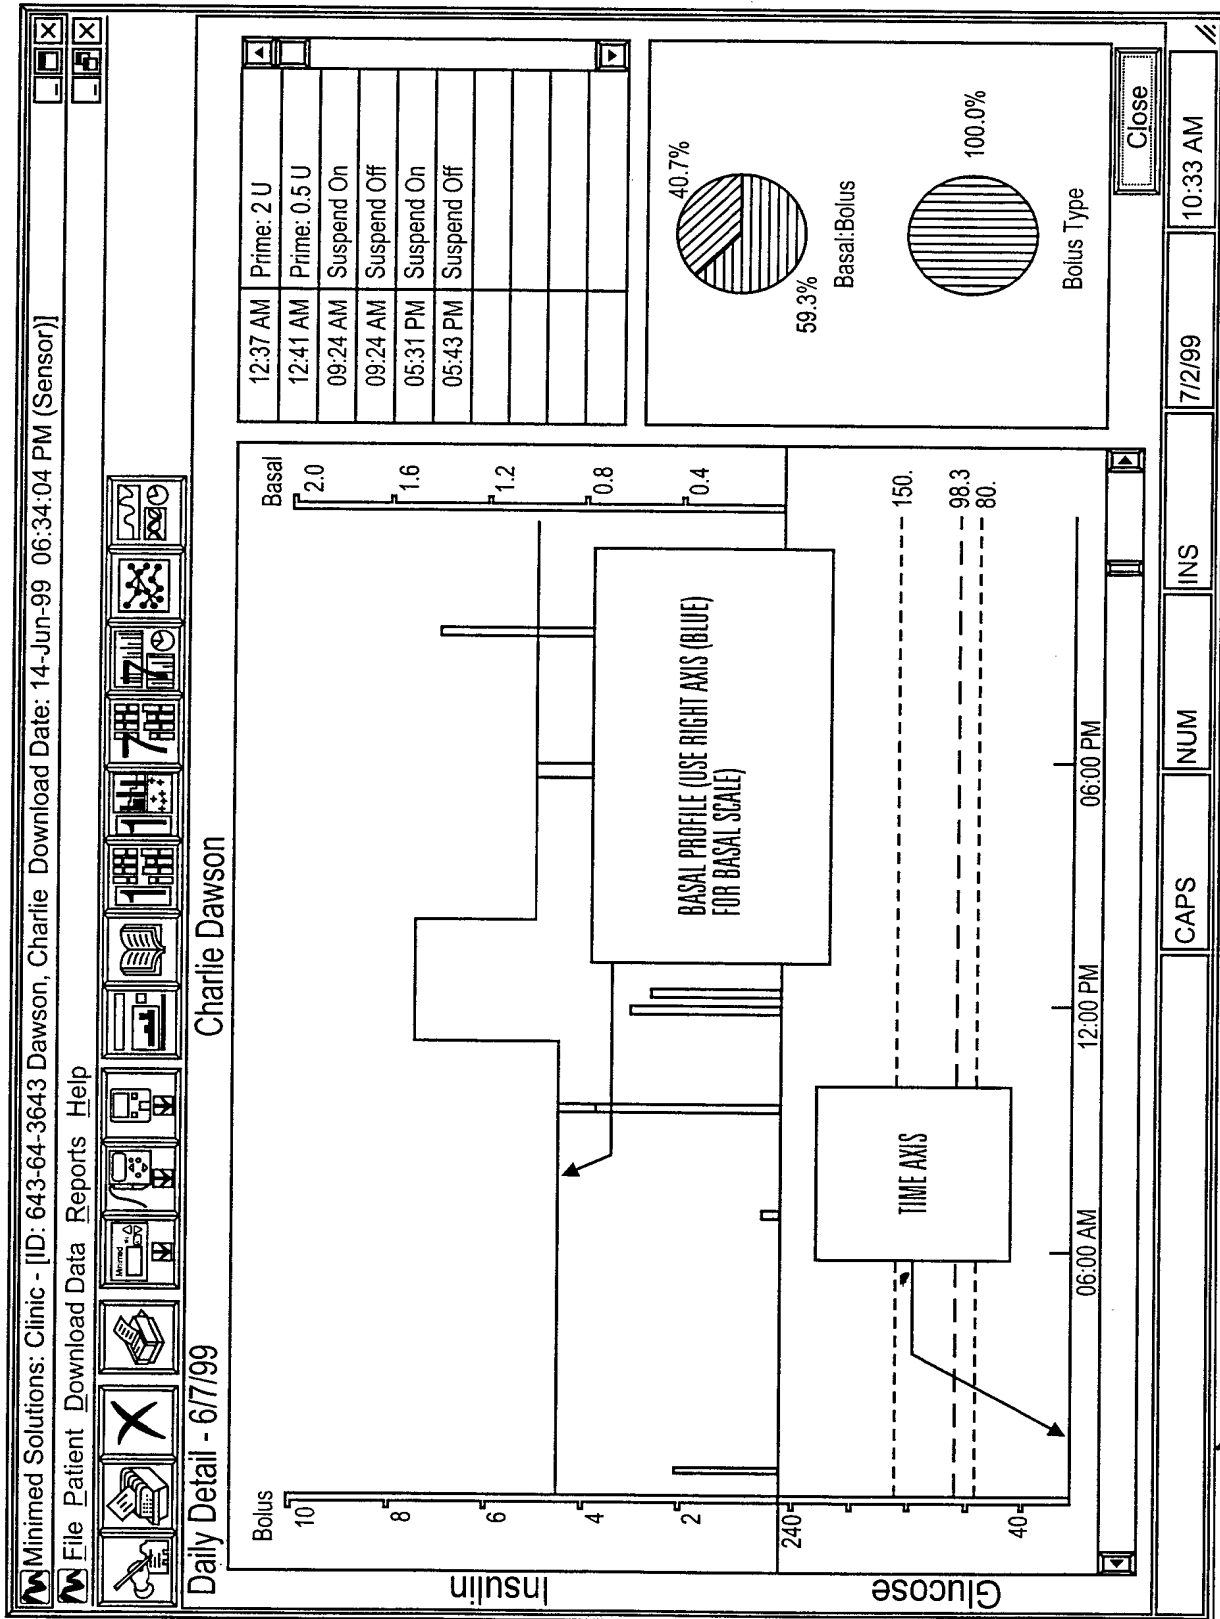 Minimed Solutions: Clinic - [ID: 643-64-3643 Dawson, Charlie Download Date: 14-Jun-99 06:34:04 PM (Sensor)]
File Patient Download Data Reports Help
Minimed
1
1
7
7
Daily Detail - 6/7/99
Charlie Dawson
Bolus
10
8
6
4
2
240
40
Insulin
Glucose
Basal
2.0
1.6
1.2
0.8
0.4
150.
98.3
80.
BASAL PROFILE (USE RIGHT AXIS (BLUE)
FOR BASAL SCALE)
TIME AXIS
06:00 AM
12:00 PM
06:00 PM
12:37 AM Prime: 2 U
12:41 AM Prime: 0.5 U
09:24 AM Suspend On
09:24 AM Suspend Off
05:31 PM Suspend On
05:43 PM Suspend Off
40.7%
59.3%
Basal:Bolus
100.0%
Bolus Type
Close
CAPS
NUM
INS
7/2/99
10:33 AM